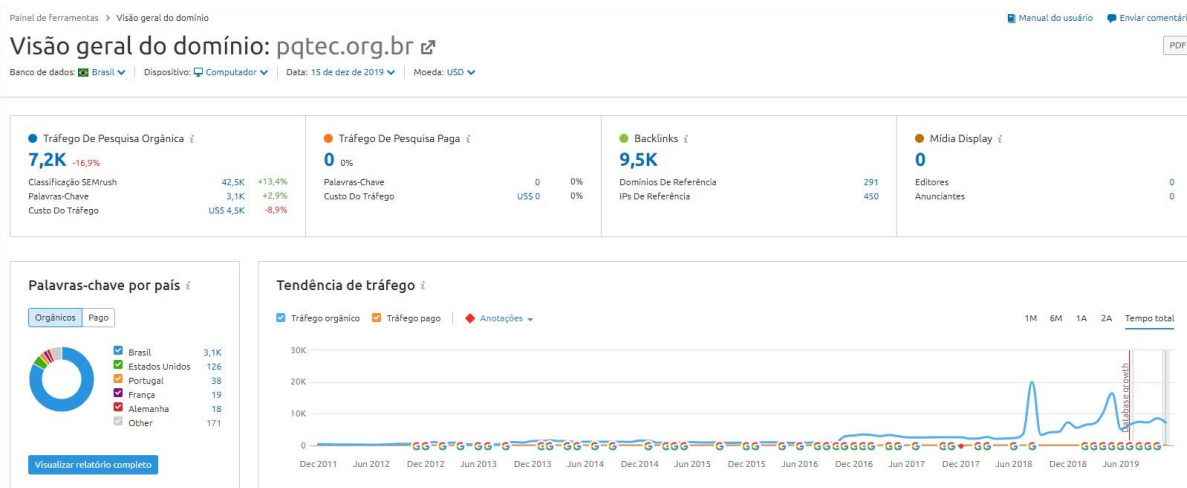 Painel de ferramentas > Visão geral do domínio
Manual do usuário Enviar comentári
Visão geral do domínio: pqtec.org.br
PDF
Banco de dados: Brasil Dispositivo: Computador Data: 15 de dez de 2019 Moeda: USD
Tráfego De Pesquisa Orgânica i
7,2K -16,9%
Classificação SEMrush 42,5K +13,4%
Palavras-Chave 3,1K +2,9%
Custo Do Tráfego US$ 4,5K -8,9%
Tráfego De Pesquisa Paga i
0 0%
Palavras-Chave 0 0%
Custo Do Tráfego US$ 0 0%
Backlinks i
9,5K
Domínios De Referência 291
IPs De Referência 450
Mídia Display i
0
Editores 0
Anunciantes 0
Palavras-chave por país i
Orgânicos Pago
Brasil 3,1K
Estados Unidos 126
Portugal 38
França 19
Alemanha 18
Other 171
Visualizar relatório completo
Tendência de tráfego i
Tráfego orgânico Tráfego pago Anotações
1M 6M 1A 2A Tempo total
30K
20K
10K
0
Database growth
Dec 2011 Jun 2012 Dec 2012 Jun 2013 Dec 2013 Jun 2014 Dec 2014 Jun 2015 Dec 2015 Jun 2016 Dec 2016 Jun 2017 Dec 2017 Jun 2018 Dec 2018 Jun 2019